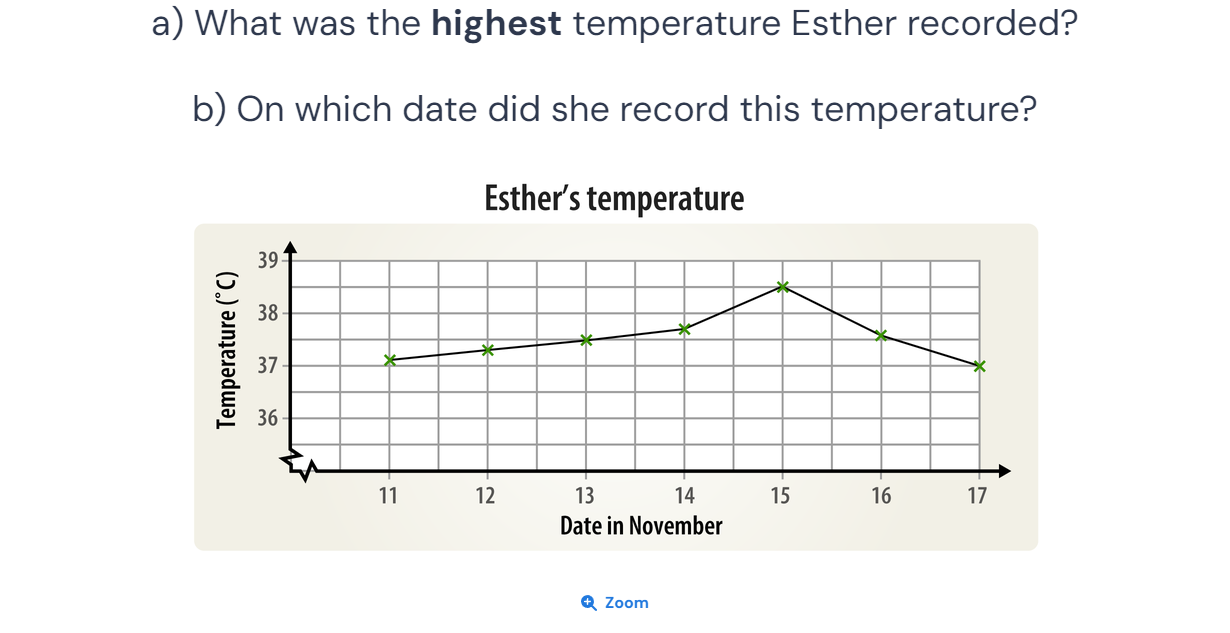 a) What was the highest temperature Esther recorded?
b) On which date did she record this temperature?
Esther’s temperature
Temperature (˚C)
39
38
37
36
11 12 13 14 15 16 17
Date in November
Zoom